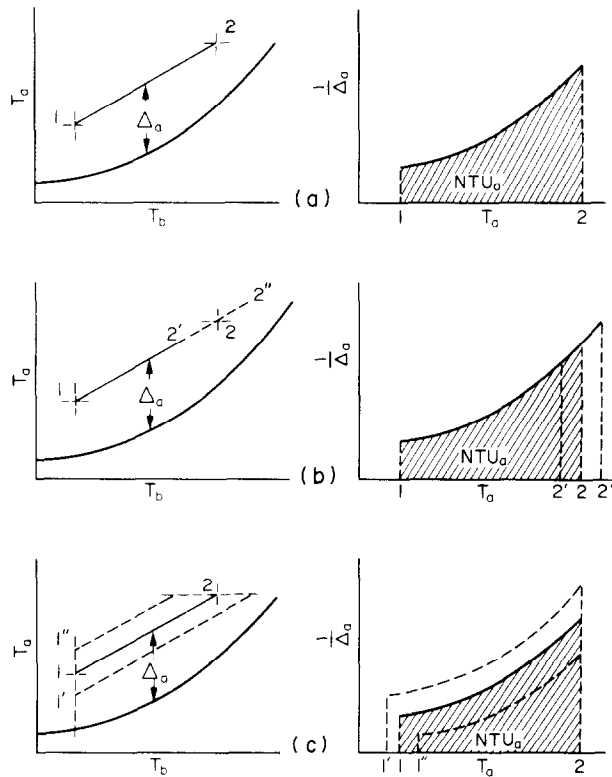 2
T_a
1
Δ_a
T_b
-1/Δ_a
NTU_a
1
T_a
2
(a)
2"
2'
2
T_a
1
Δ_a
T_b
-1/Δ_a
NTU_a
1
T_a
2'
2
2"
(b)
2
1"
T_a
1
1'
Δ_a
T_b
-1/Δ_a
NTU_a
1'
1
1"
T_a
2
(c)